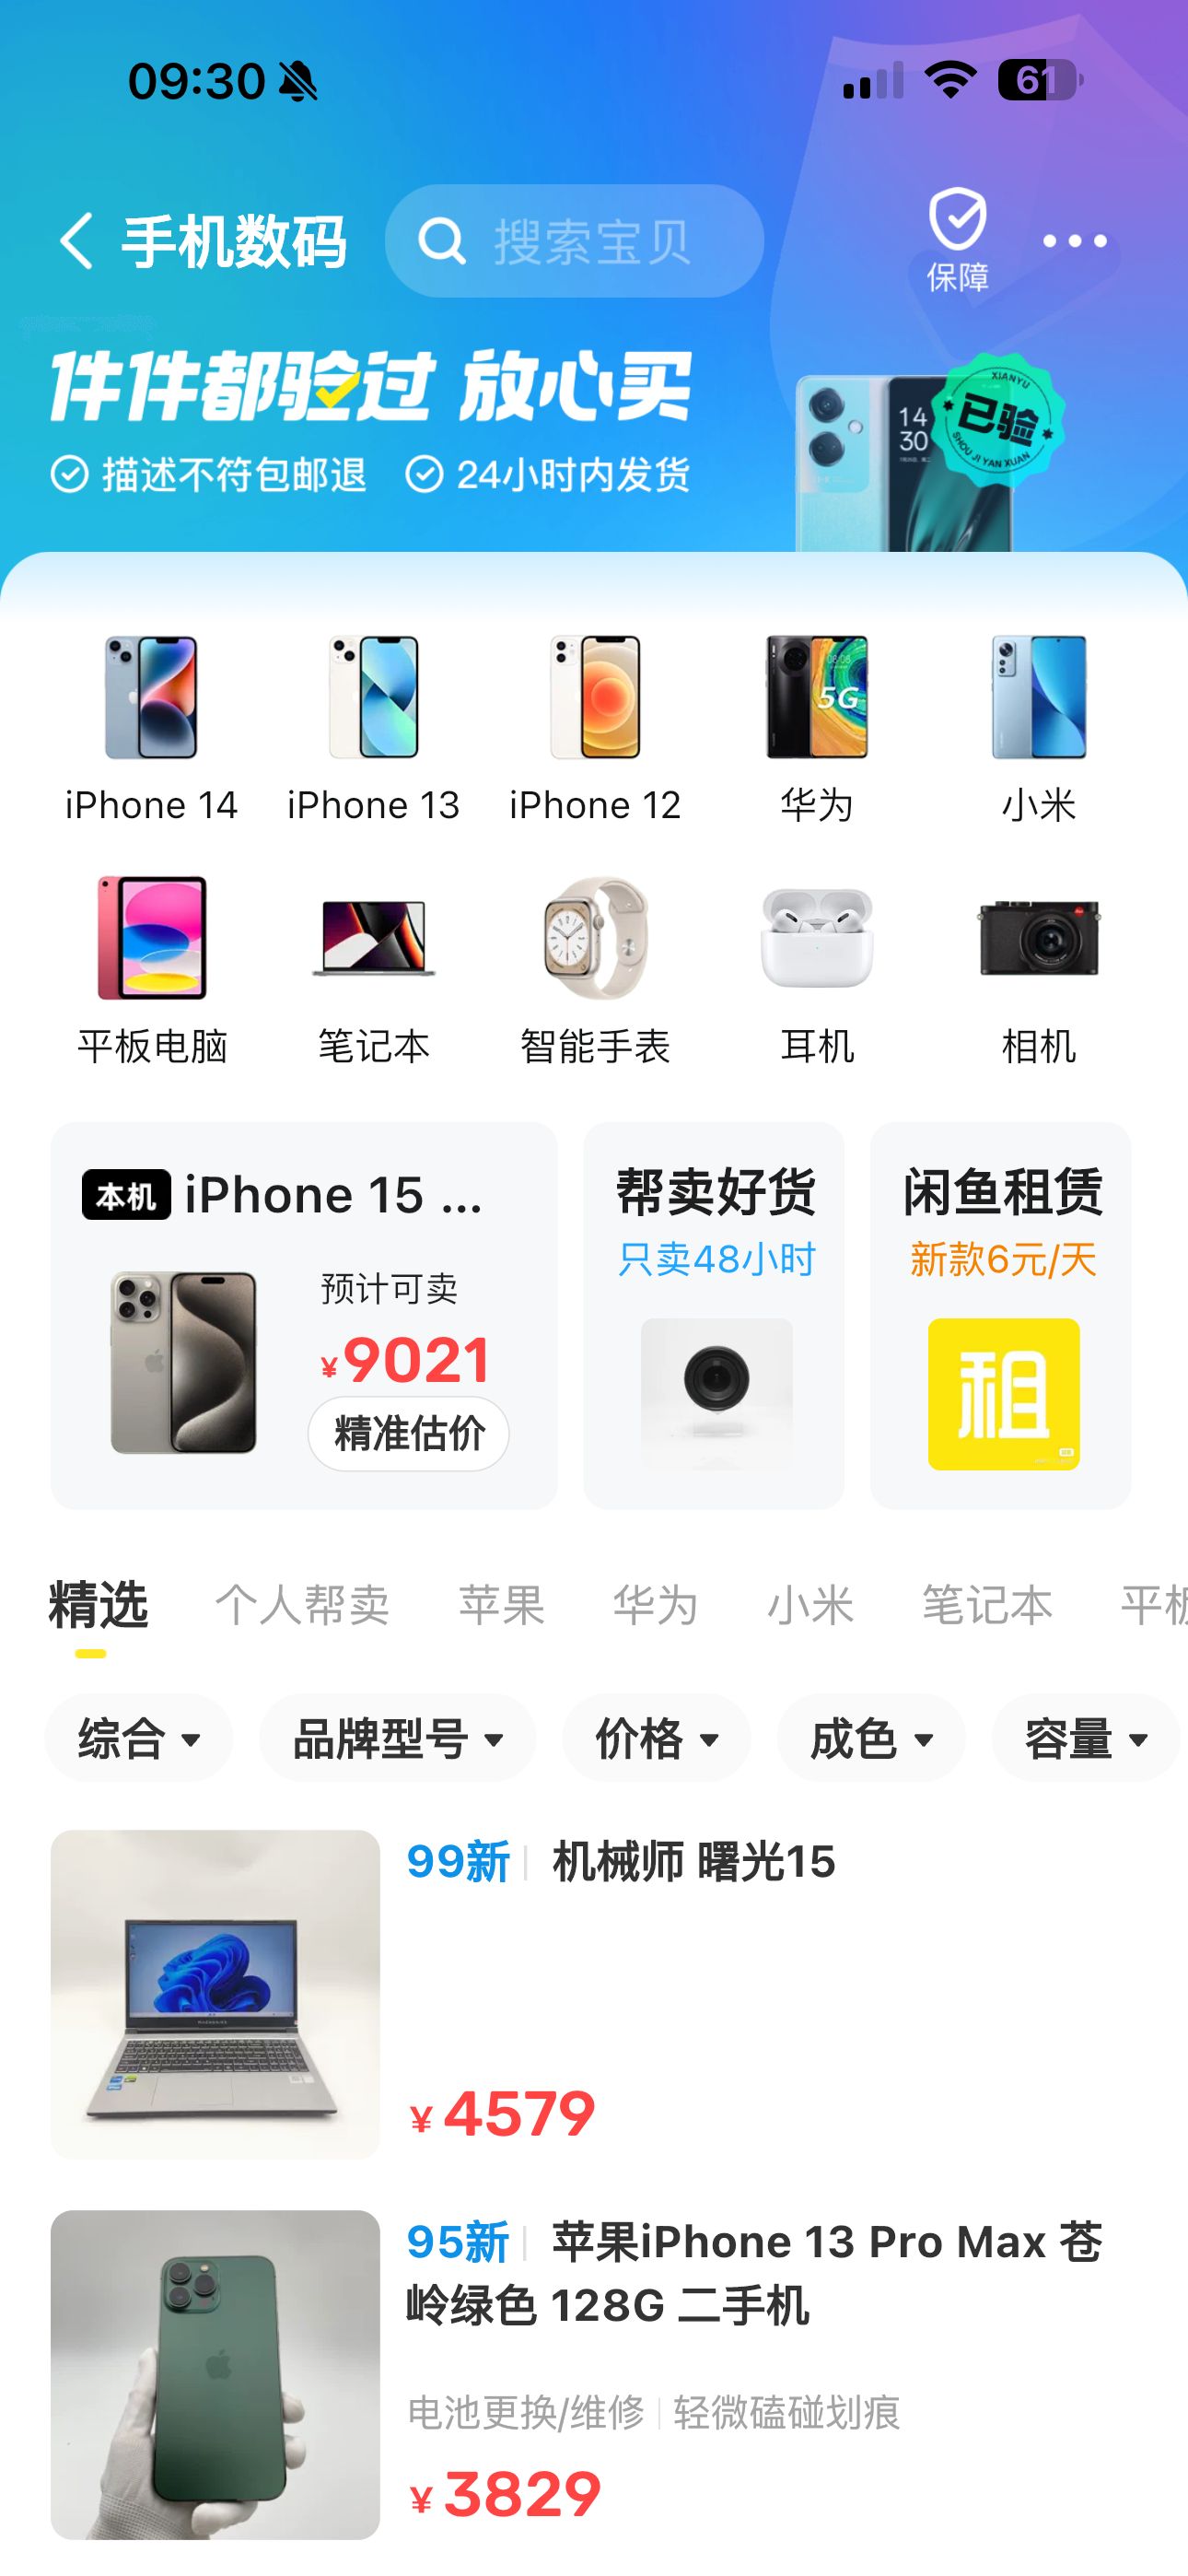 09:30
61
手机数码
搜索宝贝
保障
件件都验过 放心买
描述不符包邮退
24小时内发货
14
30
XIANYU
已验
SHOU JI YAN XUAN
08:08
5G
iPhone 14
iPhone 13
iPhone 12
华为
小米
平板电脑
笔记本
智能手表
耳机
相机
本机 iPhone 15 ...
预计可卖
¥9021
精准估价
帮卖好货
只卖48小时
闲鱼租赁
新款6元/天
租
精选
个人帮卖
苹果
华为
小米
笔记本
平板
综合
品牌型号
价格
成色
容量
99新 机械师 曙光15
¥4579
95新 苹果iPhone 13 Pro Max 苍
岭绿色 128G 二手机
电池更换/维修 轻微磕碰划痕
¥3829